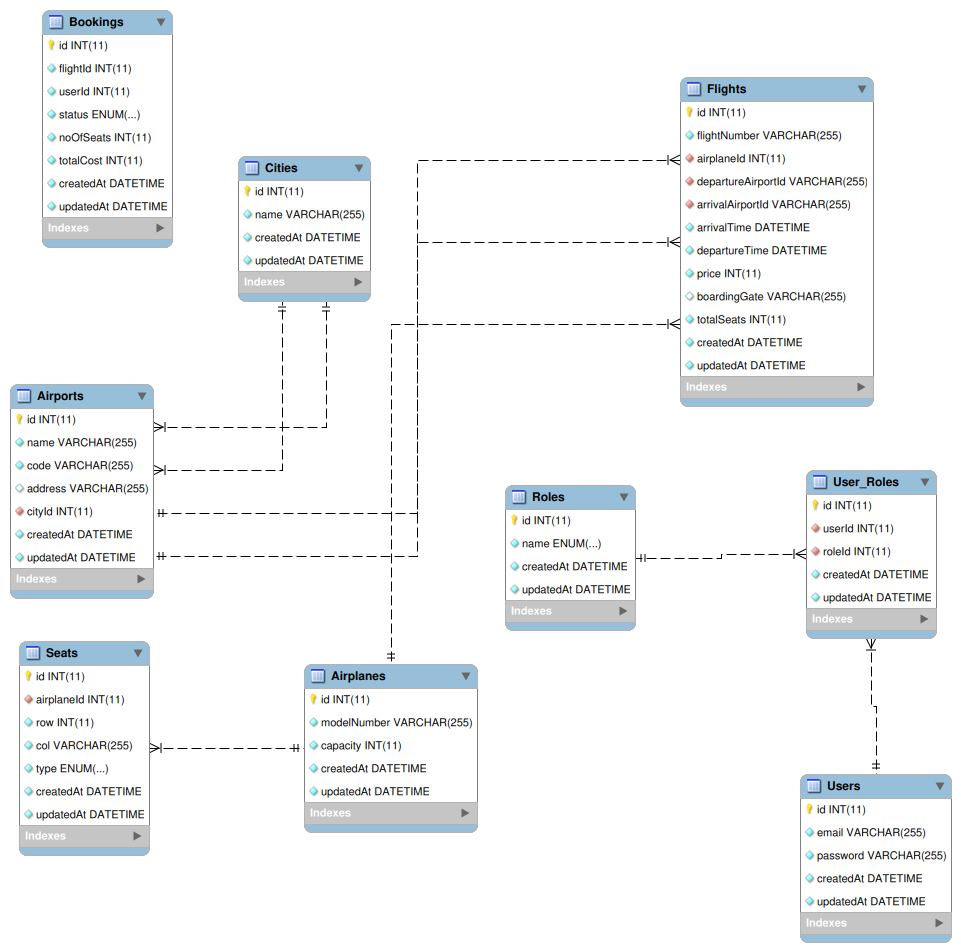 Bookings
id INT(11)
flightId INT(11)
userId INT(11)
status ENUM(...)
noOfSeats INT(11)
totalCost INT(11)
createdAt DATETIME
updatedAt DATETIME
Indexes
Cities
id INT(11)
name VARCHAR(255)
createdAt DATETIME
updatedAt DATETIME
Indexes
Flights
id INT(11)
flightNumber VARCHAR(255)
airplaneId INT(11)
departureAirportId VARCHAR(255)
arrivalAirportId VARCHAR(255)
arrivalTime DATETIME
departureTime DATETIME
price INT(11)
boardingGate VARCHAR(255)
totalSeats INT(11)
createdAt DATETIME
updatedAt DATETIME
Indexes
Airports
id INT(11)
name VARCHAR(255)
code VARCHAR(255)
address VARCHAR(255)
cityId INT(11)
createdAt DATETIME
updatedAt DATETIME
Indexes
Roles
id INT(11)
name ENUM(...)
createdAt DATETIME
updatedAt DATETIME
Indexes
User_Roles
id INT(11)
userId INT(11)
roleId INT(11)
createdAt DATETIME
updatedAt DATETIME
Indexes
Seats
id INT(11)
airplaneId INT(11)
row INT(11)
col VARCHAR(255)
type ENUM(...)
createdAt DATETIME
updatedAt DATETIME
Indexes
Airplanes
id INT(11)
modelNumber VARCHAR(255)
capacity INT(11)
createdAt DATETIME
updatedAt DATETIME
Indexes
Users
id INT(11)
email VARCHAR(255)
password VARCHAR(255)
createdAt DATETIME
updatedAt DATETIME
Indexes